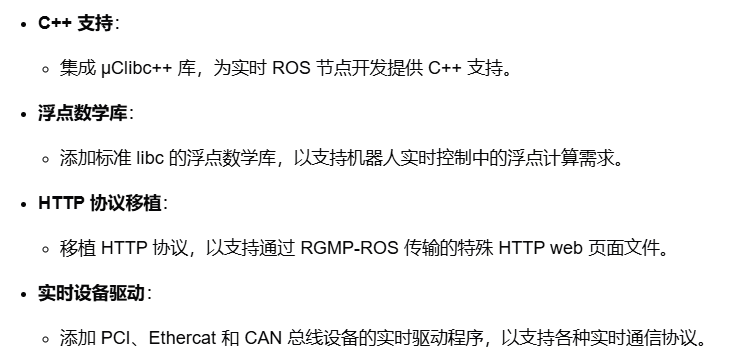 C++ 支持：
集成 μClibc++ 库，为实时 ROS 节点开发提供 C++ 支持。
浮点数学库：
添加标准 libc 的浮点数学库，以支持机器人实时控制中的浮点计算需求。
HTTP 协议移植：
移植 HTTP 协议，以支持通过 RGMP-ROS 传输的特殊 HTTP web 页面文件。
实时设备驱动：
添加 PCI、Ethercat 和 CAN 总线设备的实时驱动程序，以支持各种实时通信协议。